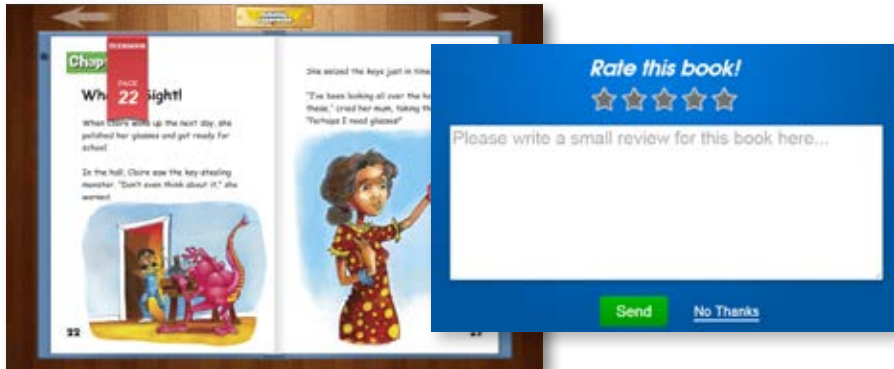 Chap
PAGE
22
Wh Sight!
When Claire woke up the next day, she
polished her glasses and got ready for
school.
In the hall, Claire saw the key-stealing
monster. "Don't even think about it," she
warned.
22
She seized the keys just in time
"I've been looking all over the ho
these," cried her mum, taking th
"Perhaps I need glasses!"
Rate this book!
Please write a small review for this book here...
Send No Thanks